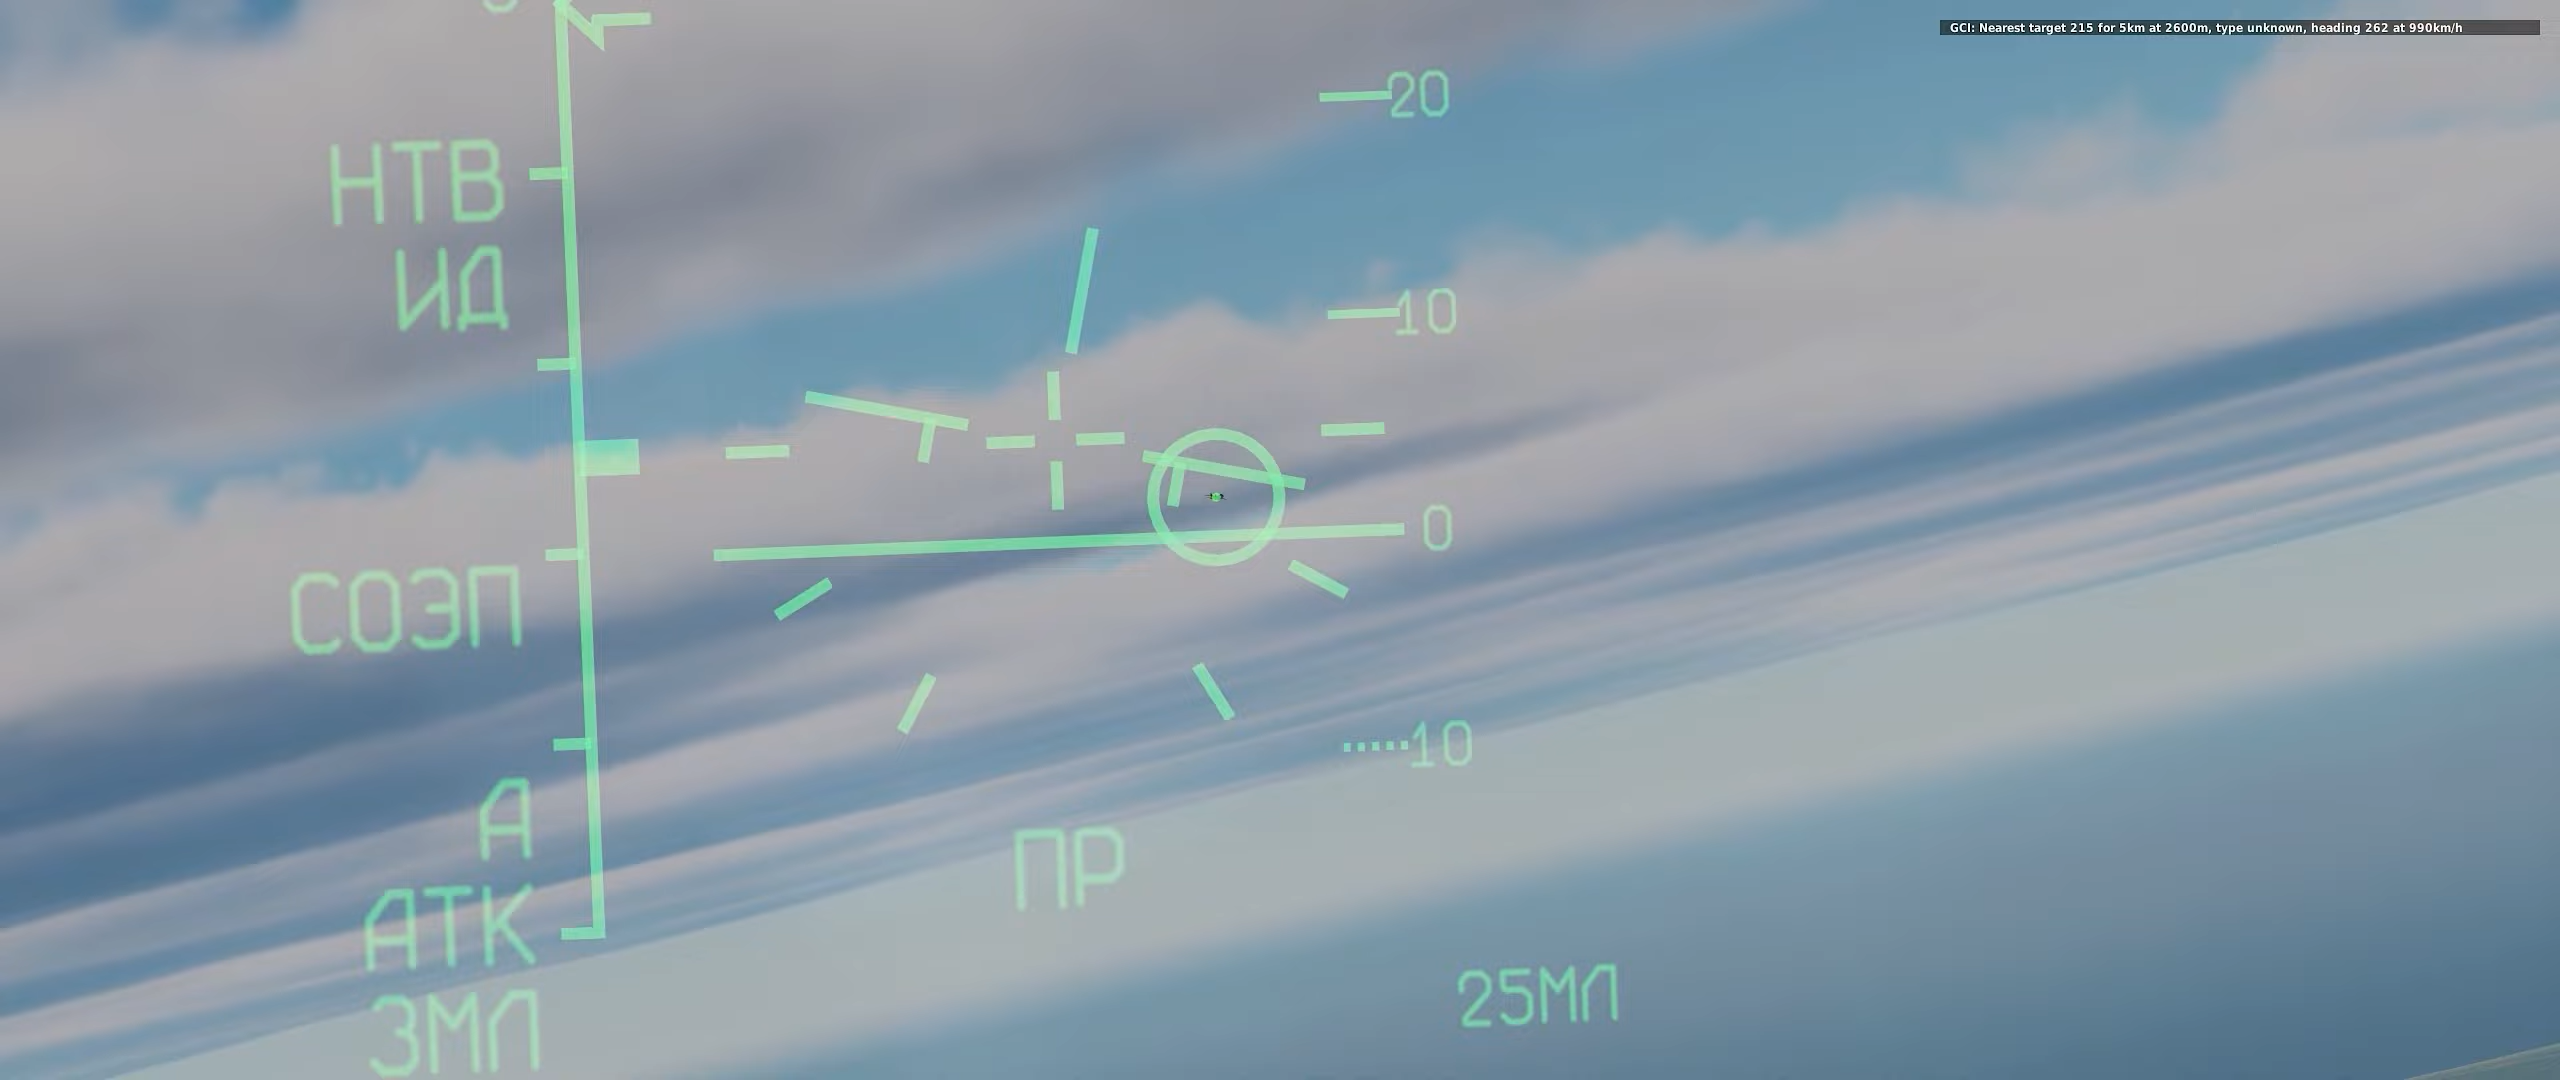 GCI: Nearest target 215 for 5km at 2600m, type unknown, heading 262 at 990km/h
20
НТВ
ИД
10
0
СОЭП
10
А
ПР
АТК
25МЛ
ЗМЛ